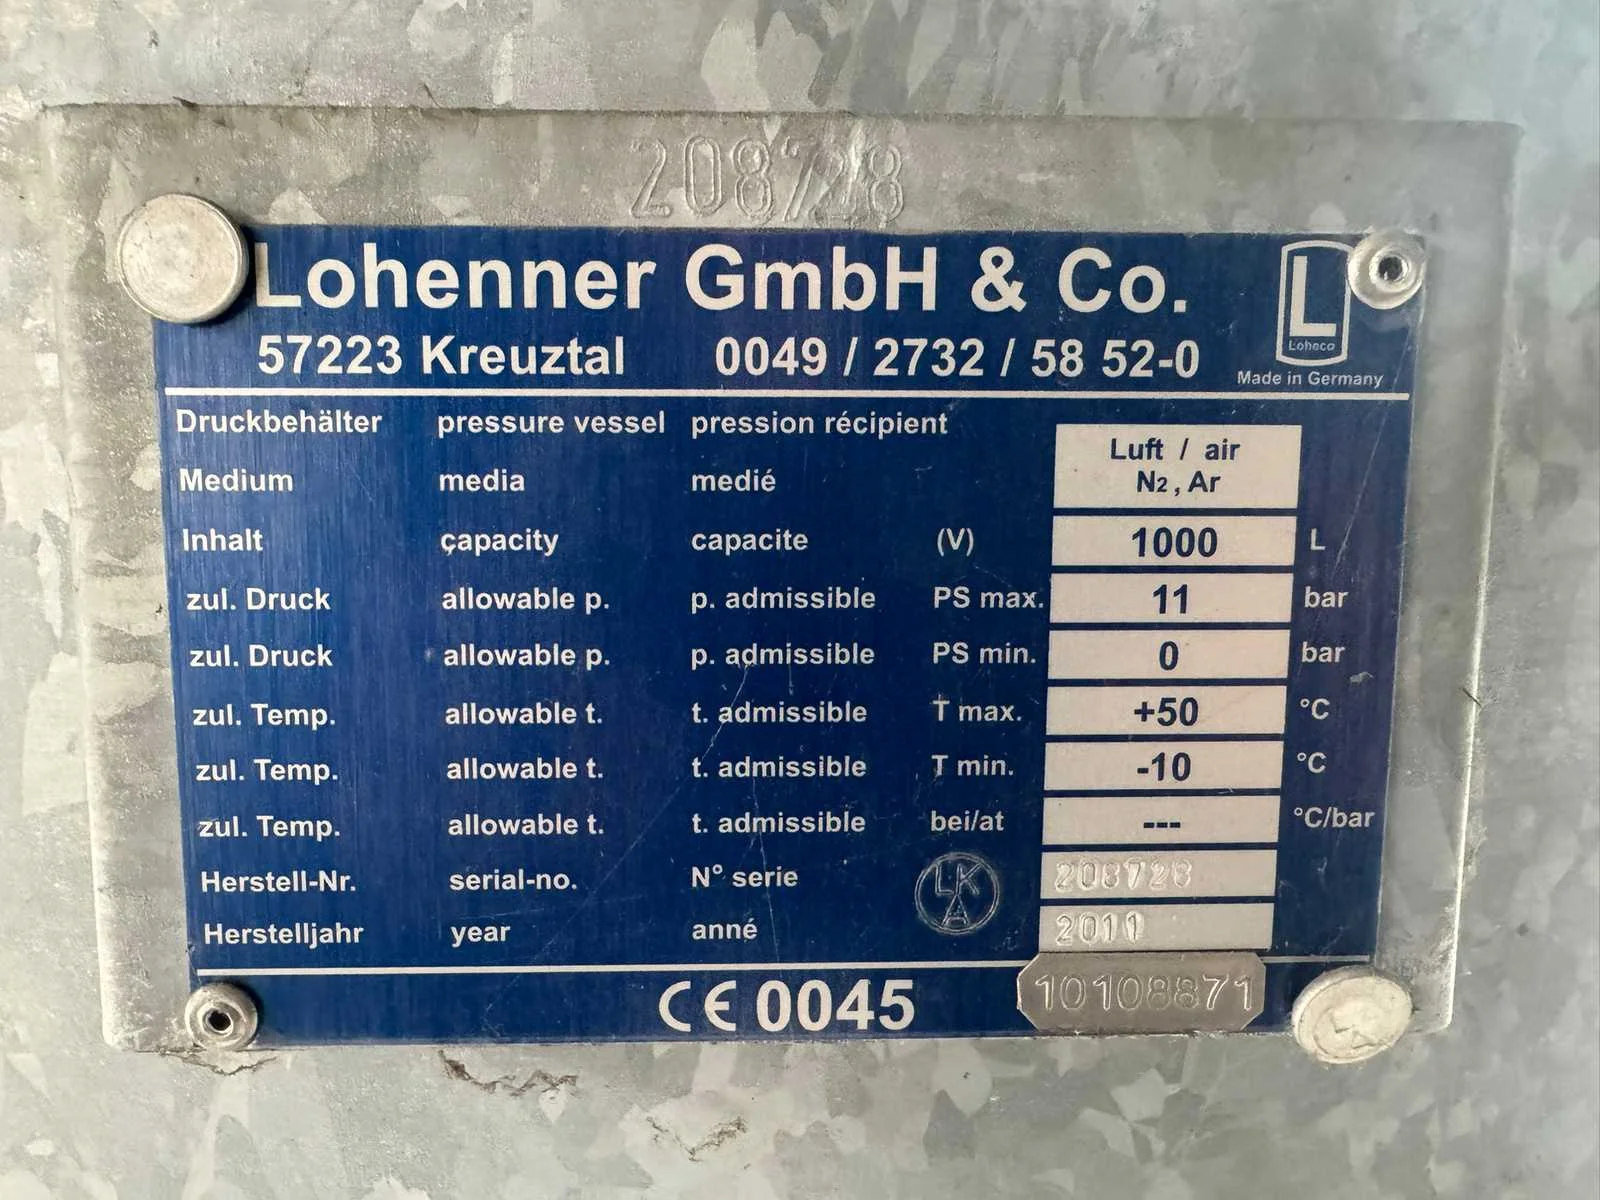 208728
Lohenner GmbH & Co.
L
Loheco
57223 Kreuztal 0049 / 2732 / 58 52-0
Made in Germany
Druckbehälter pressure vessel pression récipient
Luft / air
Medium media medié N2 , Ar
Inhalt çapacity capacite (V) 1000 L
zul. Druck allowable p. p. admissible PS max. 11 bar
zul. Druck allowable p. p. admissible PS min. 0 bar
zul. Temp. allowable t. t. admissible T max. +50 °C
zul. Temp. allowable t. t. admissible T min. -10 °C
zul. Temp. allowable t. t. admissible bei/at --- °C/bar
Herstell-Nr. serial-no. N° serie LKA 208728
Herstelljahr year anné 2011
CE 0045 10108871